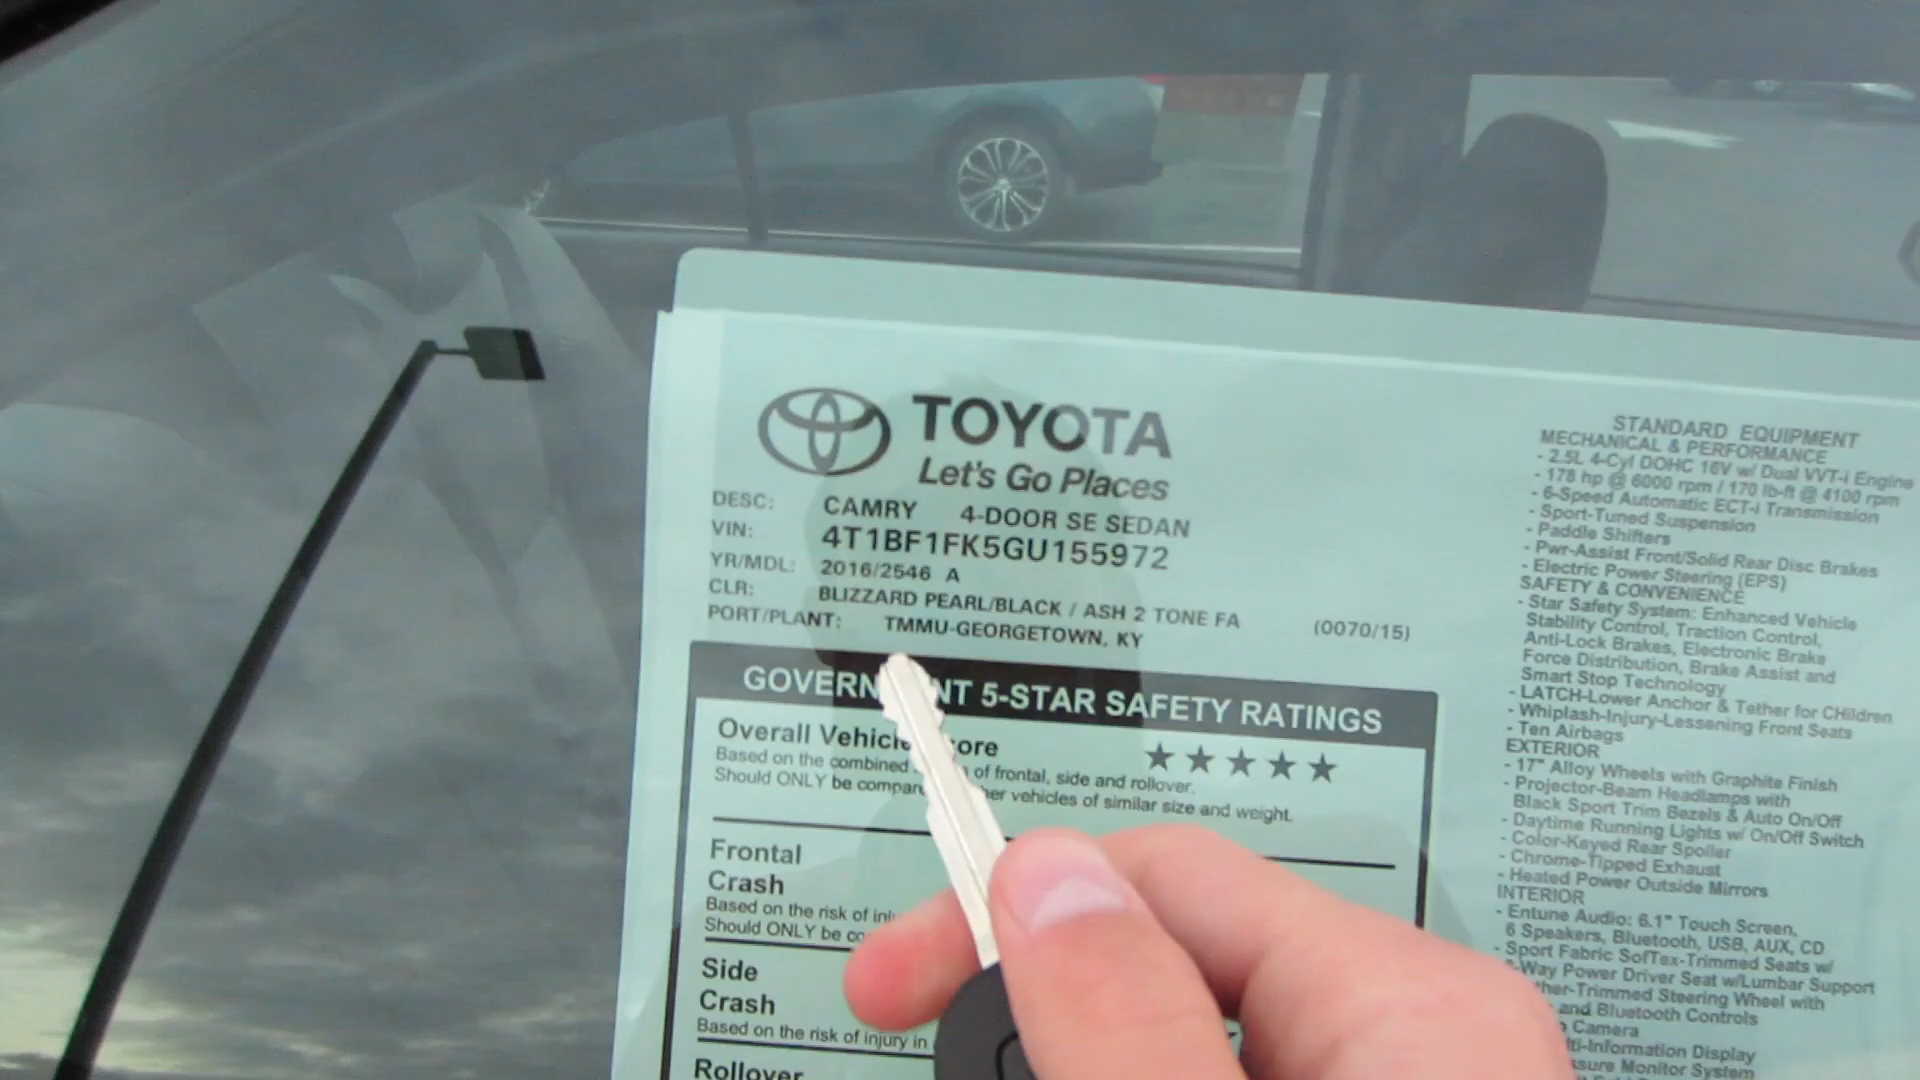 TOYOTA
Let's Go Places
DESC: CAMRY 4-DOOR SE SEDAN
VIN: 4T1BF1FK5GU155972
YR/MDL: 2016/2546 A
CLR: BLIZZARD PEARL/BLACK / ASH 2 TONE FA (0070/15)
PORT/PLANT: TMMU-GEORGETOWN, KY
GOVERN NT 5-STAR SAFETY RATINGS
Overall Vehicle ore ★★★★★
Based on the combined of frontal, side and rollover.
Should ONLY be compar her vehicles of similar size and weight.
Frontal
Crash
Based on the risk of inj
Should ONLY be co
Side
Crash
Based on the risk of injury in
Rollover
STANDARD EQUIPMENT
MECHANICAL & PERFORMANCE
- 2.5L 4-Cyl DOHC 16V w/ Dual VVT-i Engine
- 178 hp @ 6000 rpm / 170 lb-ft @ 4100 rpm
- 6-Speed Automatic ECT-i Transmission
- Sport-Tuned Suspension
- Paddle Shifters
- Pwr-Assist Front/Solid Rear Disc Brakes
- Electric Power Steering (EPS)
SAFETY & CONVENIENCE
- Star Safety System: Enhanced Vehicle
Stability Control, Traction Control,
Anti-Lock Brakes, Electronic Brake
Force Distribution, Brake Assist and
Smart Stop Technology
- LATCH-Lower Anchor & Tether for CHildren
- Whiplash-Injury-Lessening Front Seats
- Ten Airbags
EXTERIOR
- 17" Alloy Wheels with Graphite Finish
- Projector-Beam Headlamps with
Black Sport Trim Bezels & Auto On/Off
- Daytime Running Lights w/ On/Off Switch
- Color-Keyed Rear Spoiler
- Chrome-Tipped Exhaust
- Heated Power Outside Mirrors
INTERIOR
- Entune Audio: 6.1" Touch Screen,
6 Speakers, Bluetooth, USB, AUX, CD
- Sport Fabric SofTex-Trimmed Seats w/
-Way Power Driver Seat w/Lumbar Support
ther-Trimmed Steering Wheel with
and Bluetooth Controls
Camera
lti-Information Display
ssure Monitor System